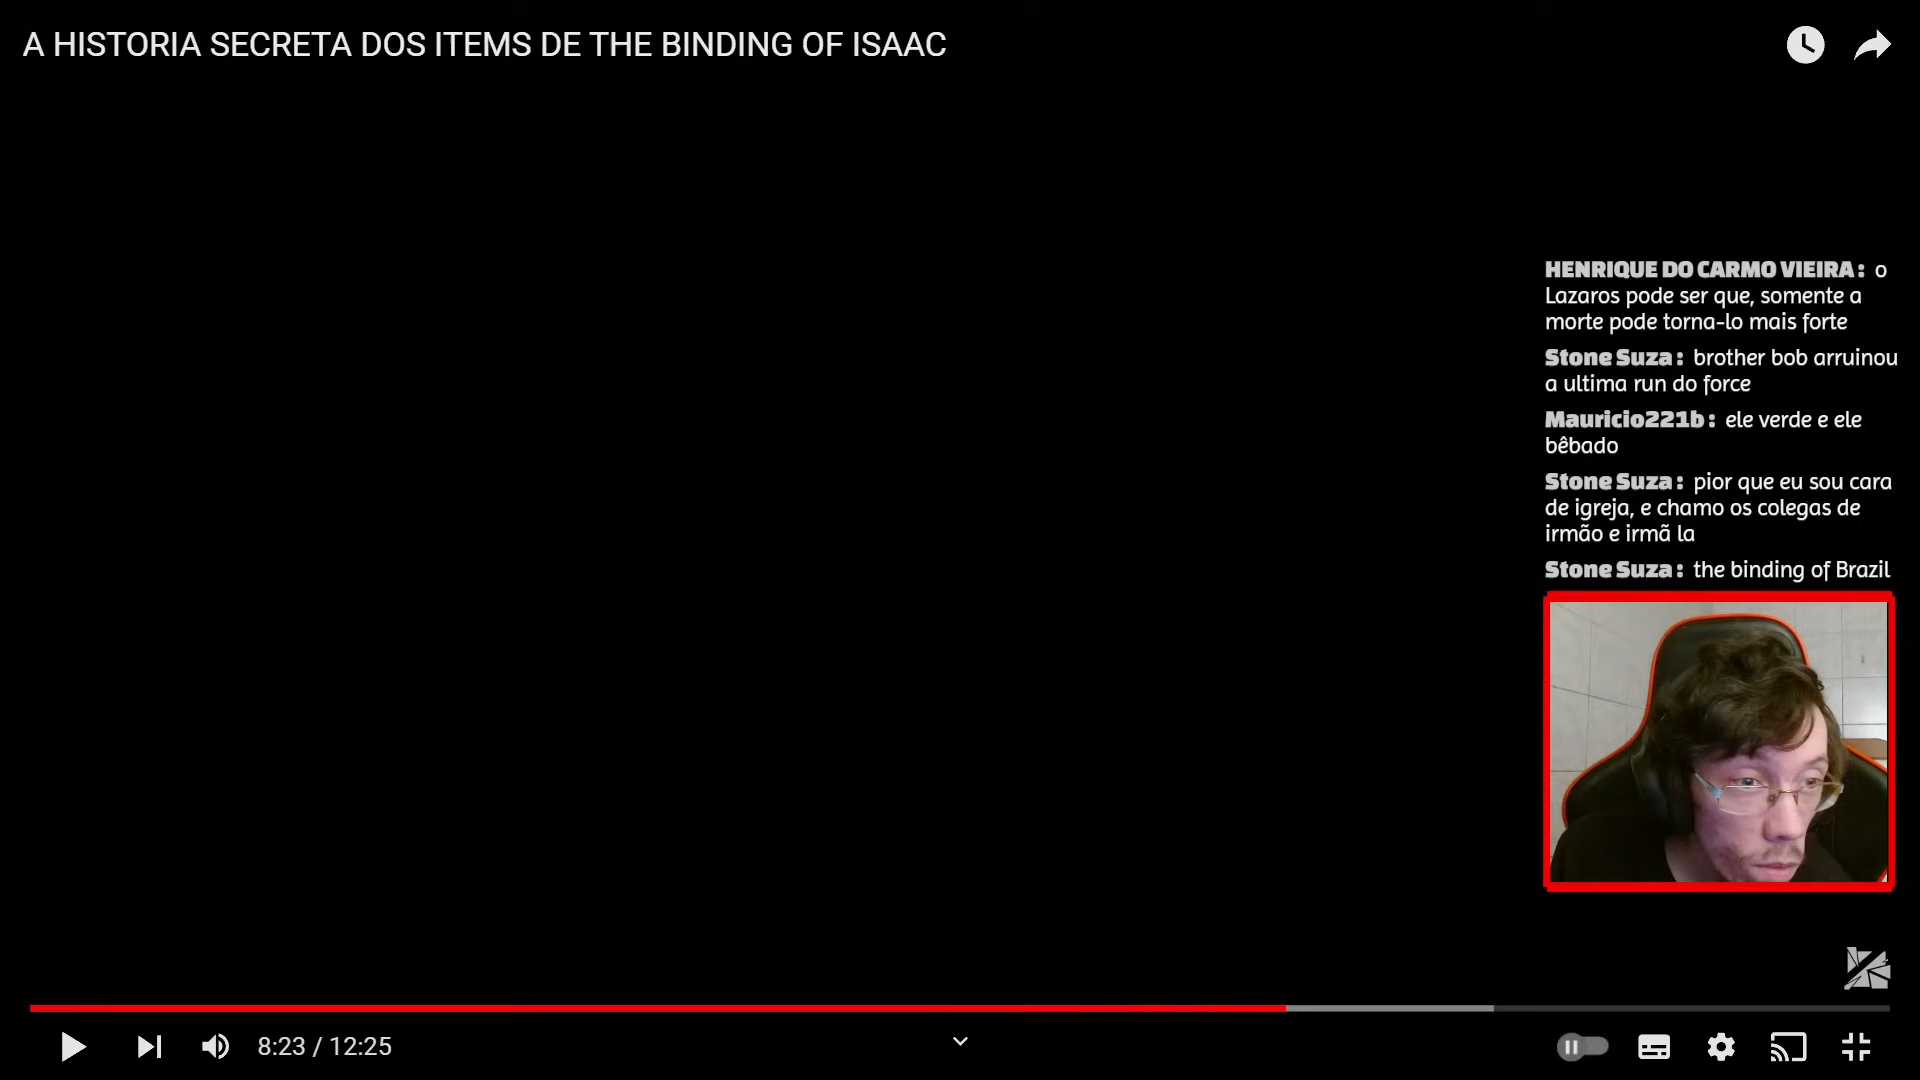 A HISTORIA SECRETA DOS ITEMS DE THE BINDING OF ISAAC
HENRIQUE DO CARMO VIEIRA: o
Lazaros pode ser que, somente a
morte pode torna-lo mais forte
Stone Suza: brother bob arruinou
a ultima run do force
Mauricio221b: ele verde e ele
bêbado
Stone Suza: pior que eu sou cara
de igreja, e chamo os colegas de
irmão e irmã la
Stone Suza: the binding of Brazil
8:23 / 12:25